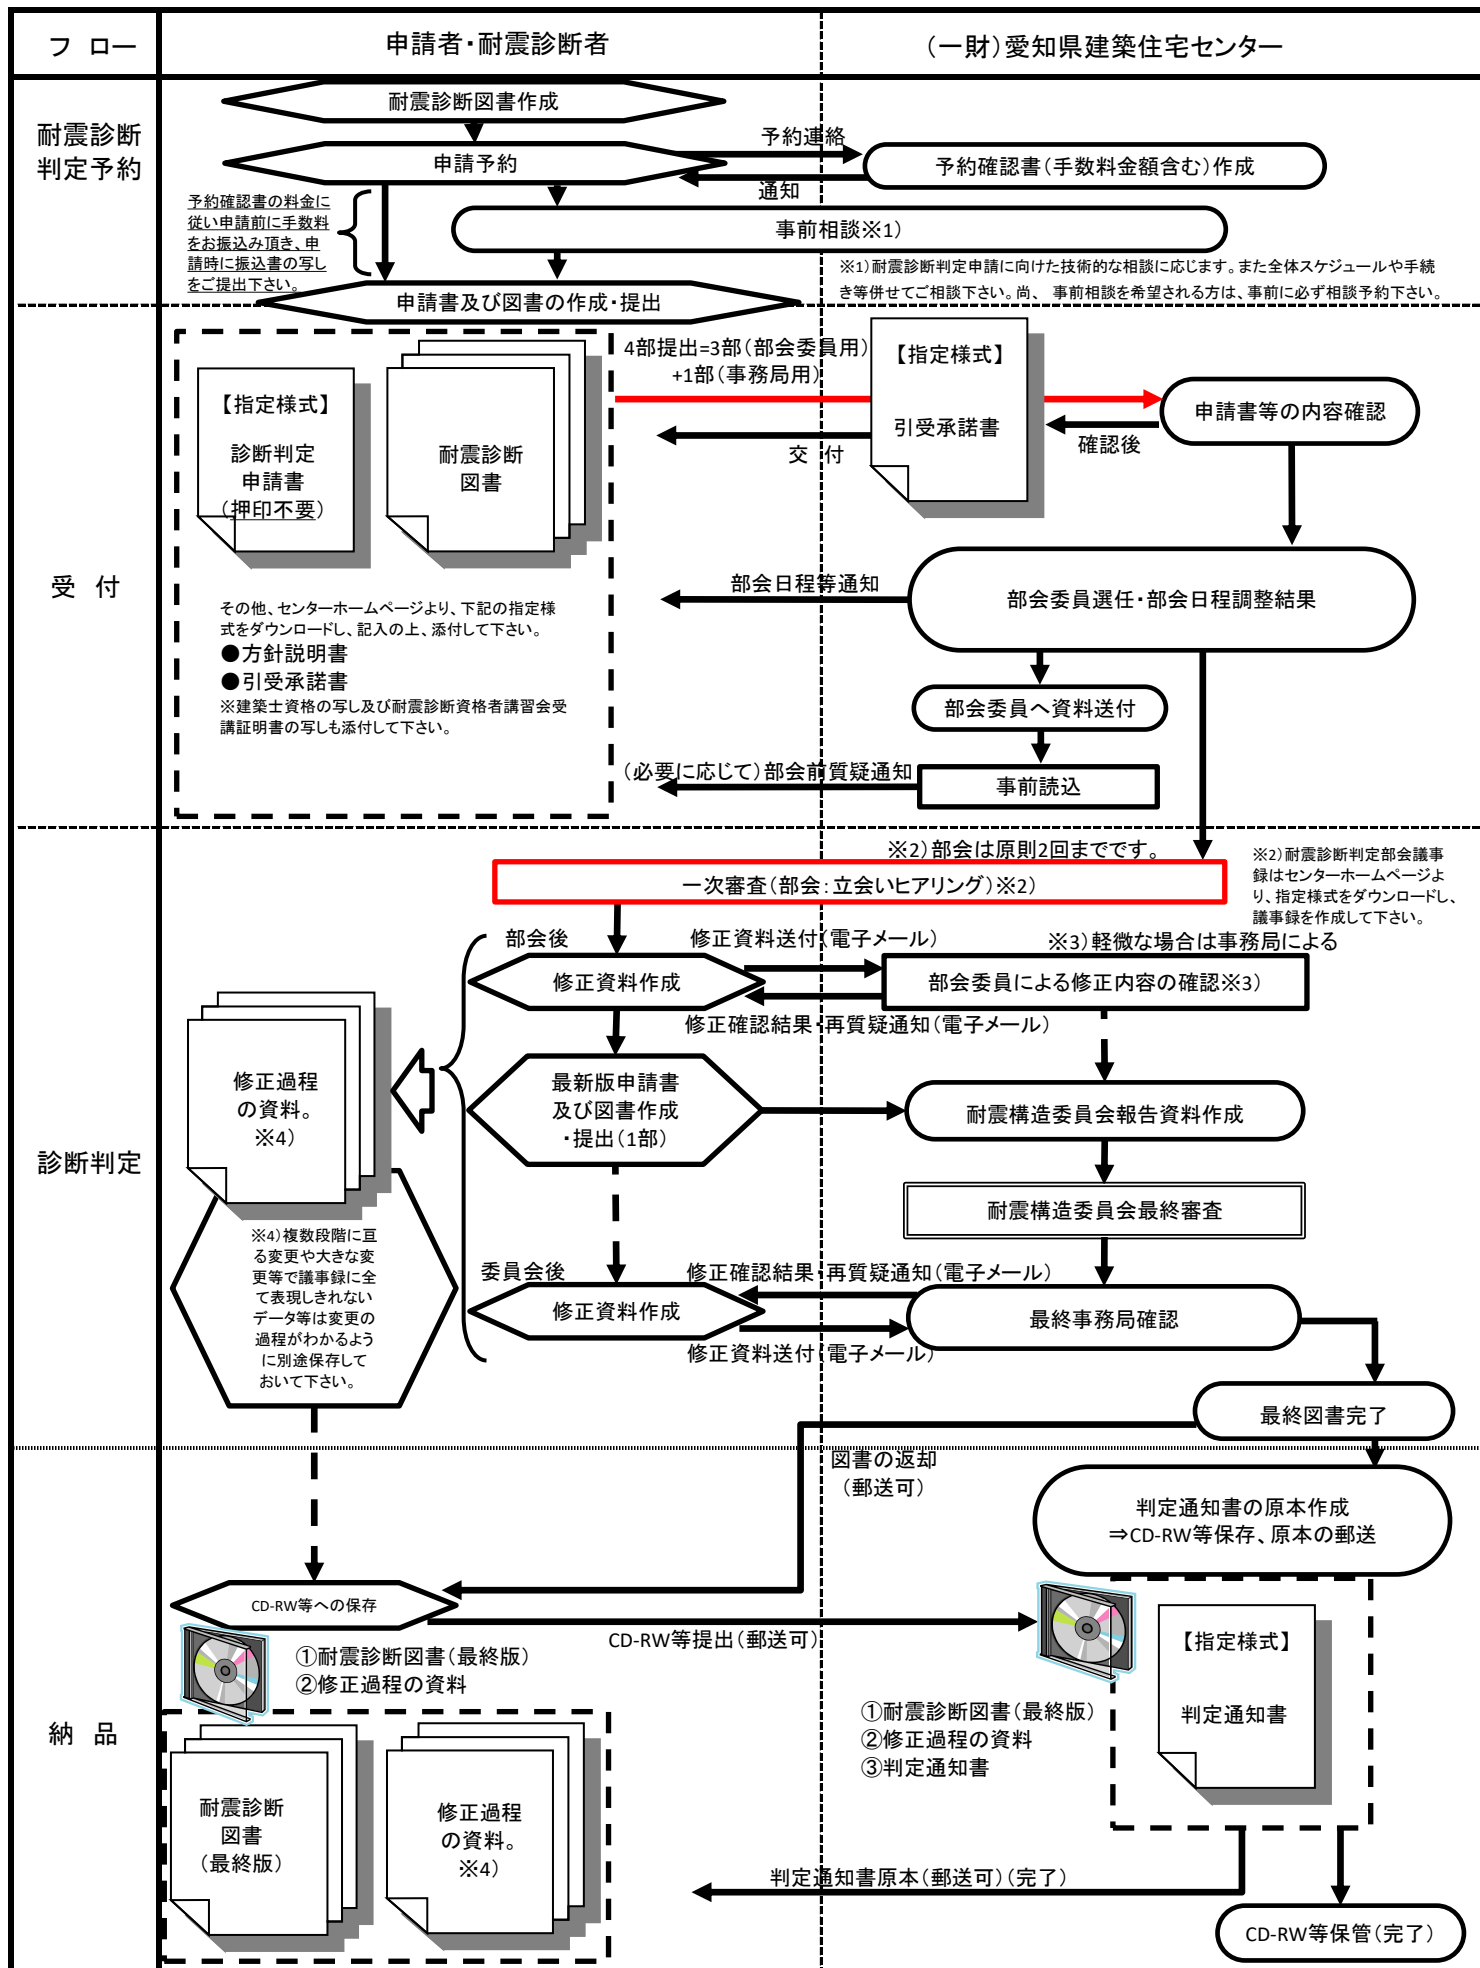 フ ロー
申請者・耐震診断者
（一財）愛知県建築住宅センター
耐震診断
判定予約
耐震診断図書作成
申請予約
予約連絡
通知
予約確認書（手数料金額含む）作成
予約確認書の料金に
従い申請前に手数料
をお振込み頂き、申
請時に振込書の写し
をご提出下さい。
事前相談※1）
※1）耐震診断判定申請に向けた技術的な相談に応じます。また全体スケジュールや手続
き等併せてご相談下さい。尚、 事前相談を希望される方は、事前に必ず相談予約下さい。
申請書及び図書の作成・提出
受 付
【指定様式】
診断判定
申請書
（押印不要）
耐震診断
図書
4部提出=3部（部会委員用）
+1部（事務局用）
【指定様式】
引受承諾書
交 付
確認後
申請書等の内容確認
その他、センターホームページより、下記の指定様
式をダウンロードし、記入の上、添付して下さい。
●方針説明書
●引受承諾書
※建築士資格の写し及び耐震診断資格者講習会受
講証明書の写しも添付して下さい。
部会日程等通知
部会委員選任・部会日程調整結果
部会委員へ資料送付
（必要に応じて）部会前質疑通知
事前読込
診断判定
※2）部会は原則2回までです。
一次審査（部会：立会いヒアリング）※2）
※2）耐震診断判定部会議事
録はセンターホームページよ
り、指定様式をダウンロードし、
議事録を作成して下さい。
部会後
修正資料作成
修正資料送付（電子メール）
※3）軽微な場合は事務局による
部会委員による修正内容の確認※3）
修正確認結果・再質疑通知（電子メール）
修正過程
の資料。
※4）
最新版申請書
及び図書作成
・提出（1部）
耐震構造委員会報告資料作成
耐震構造委員会最終審査
※4）複数段階に亘
る変更や大きな変
更等で議事録に全
て表現しきれない
データ等は変更の
過程がわかるよう
に別途保存して
おいて下さい。
委員会後
修正資料作成
修正確認結果・再質疑通知（電子メール）
修正資料送付（電子メール）
最終事務局確認
最終図書完了
納 品
図書の返却
（郵送可）
判定通知書の原本作成
⇒CD-RW等保存、原本の郵送
CD-RW等への保存
CD-RW等提出（郵送可）
①耐震診断図書（最終版）
②修正過程の資料
①耐震診断図書（最終版）
②修正過程の資料
③判定通知書
【指定様式】
判定通知書
耐震診断
図書
（最終版）
修正過程
の資料。
※4）
判定通知書原本（郵送可）（完了）
CD-RW等保管（完了）